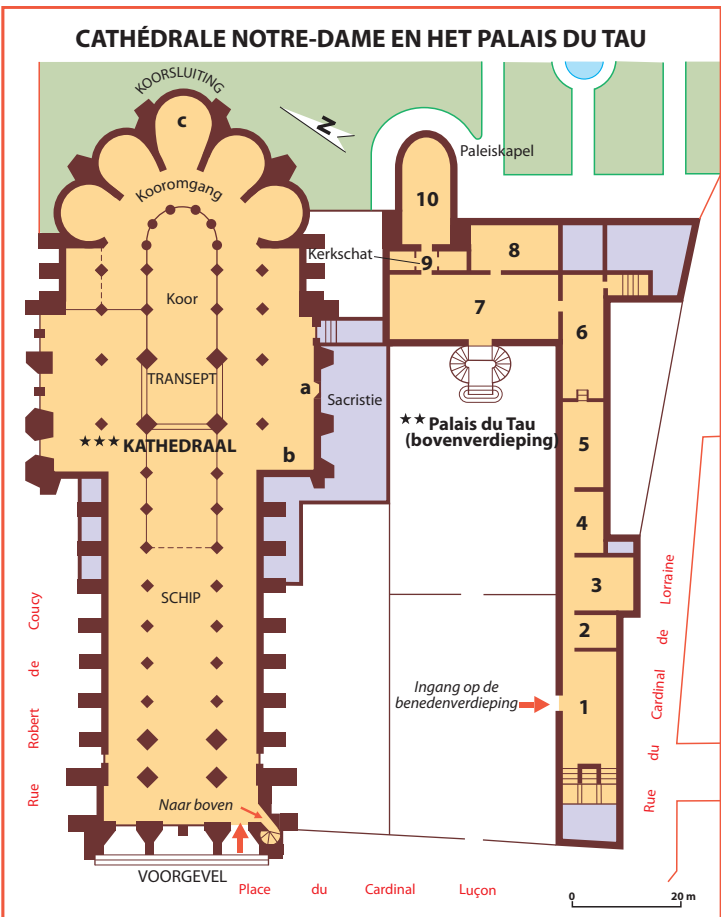 CATHÉDRALE NOTRE-DAME EN HET PALAIS DU TAU
KOORSLUITING
c
N
Kooromgang
Paleiskapel
10
Kerkschat
9
8
Koor
7
6
TRANSEPT
a
Sacristie
★★★ KATHEDRAAL
b
★★ Palais du Tau
(bovenverdieping)
5
4
3
SCHIP
2
Ingang op de
benedenverdieping
1
Rue Robert de Coucy
Rue du Cardinal de Lorraine
Naar boven
VOORGEVEL
Place du Cardinal Luçon
0 20 m